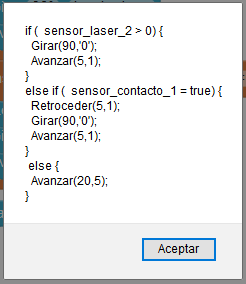 if ( sensor_laser_2 > 0) {
Girar(90,'0');
Avanzar(5,1);
}
else if ( sensor_contacto_1 = true) {
Retroceder(5,1);
Girar(90,'0');
Avanzar(5,1);
}
else {
Avanzar(20,5);
}
Aceptar